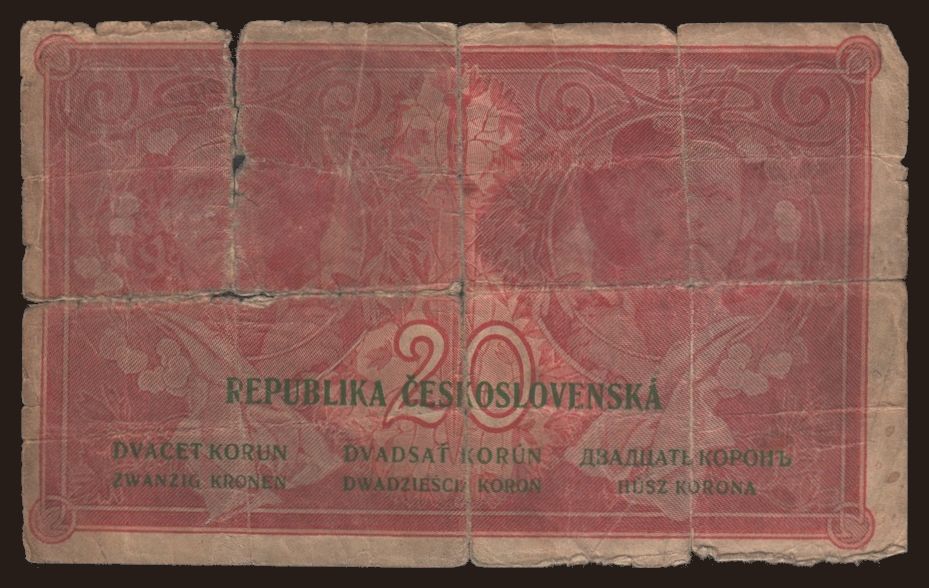 20
REPUBLIKA ČESKOSLOVENSKÁ
DVACET KORUN DVADSAŤ KORÚN ДВАДЦАТЬ КОРОНЪ
ZWANZIG KRONEN DWADZIEŚCIA KORON HÚSZ KORONA